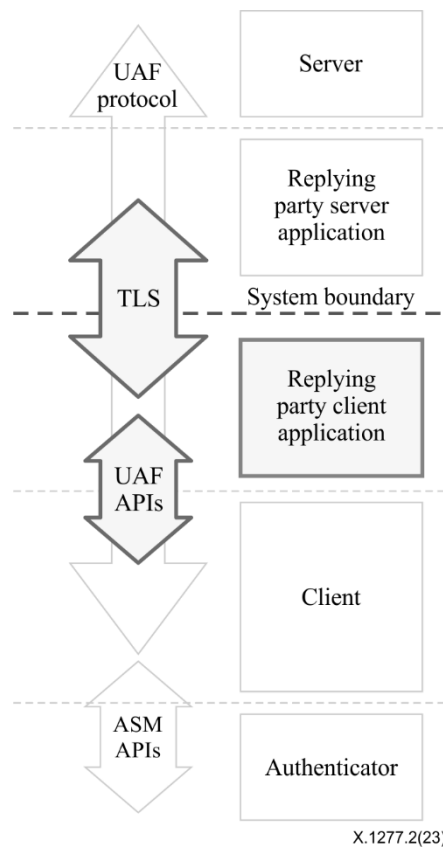 UAF
protocol
Server
Replying
party server
application
TLS
System boundary
Replying
party client
application
UAF
APIs
Client
ASM
APIs
Authenticator
X.1277.2(23)